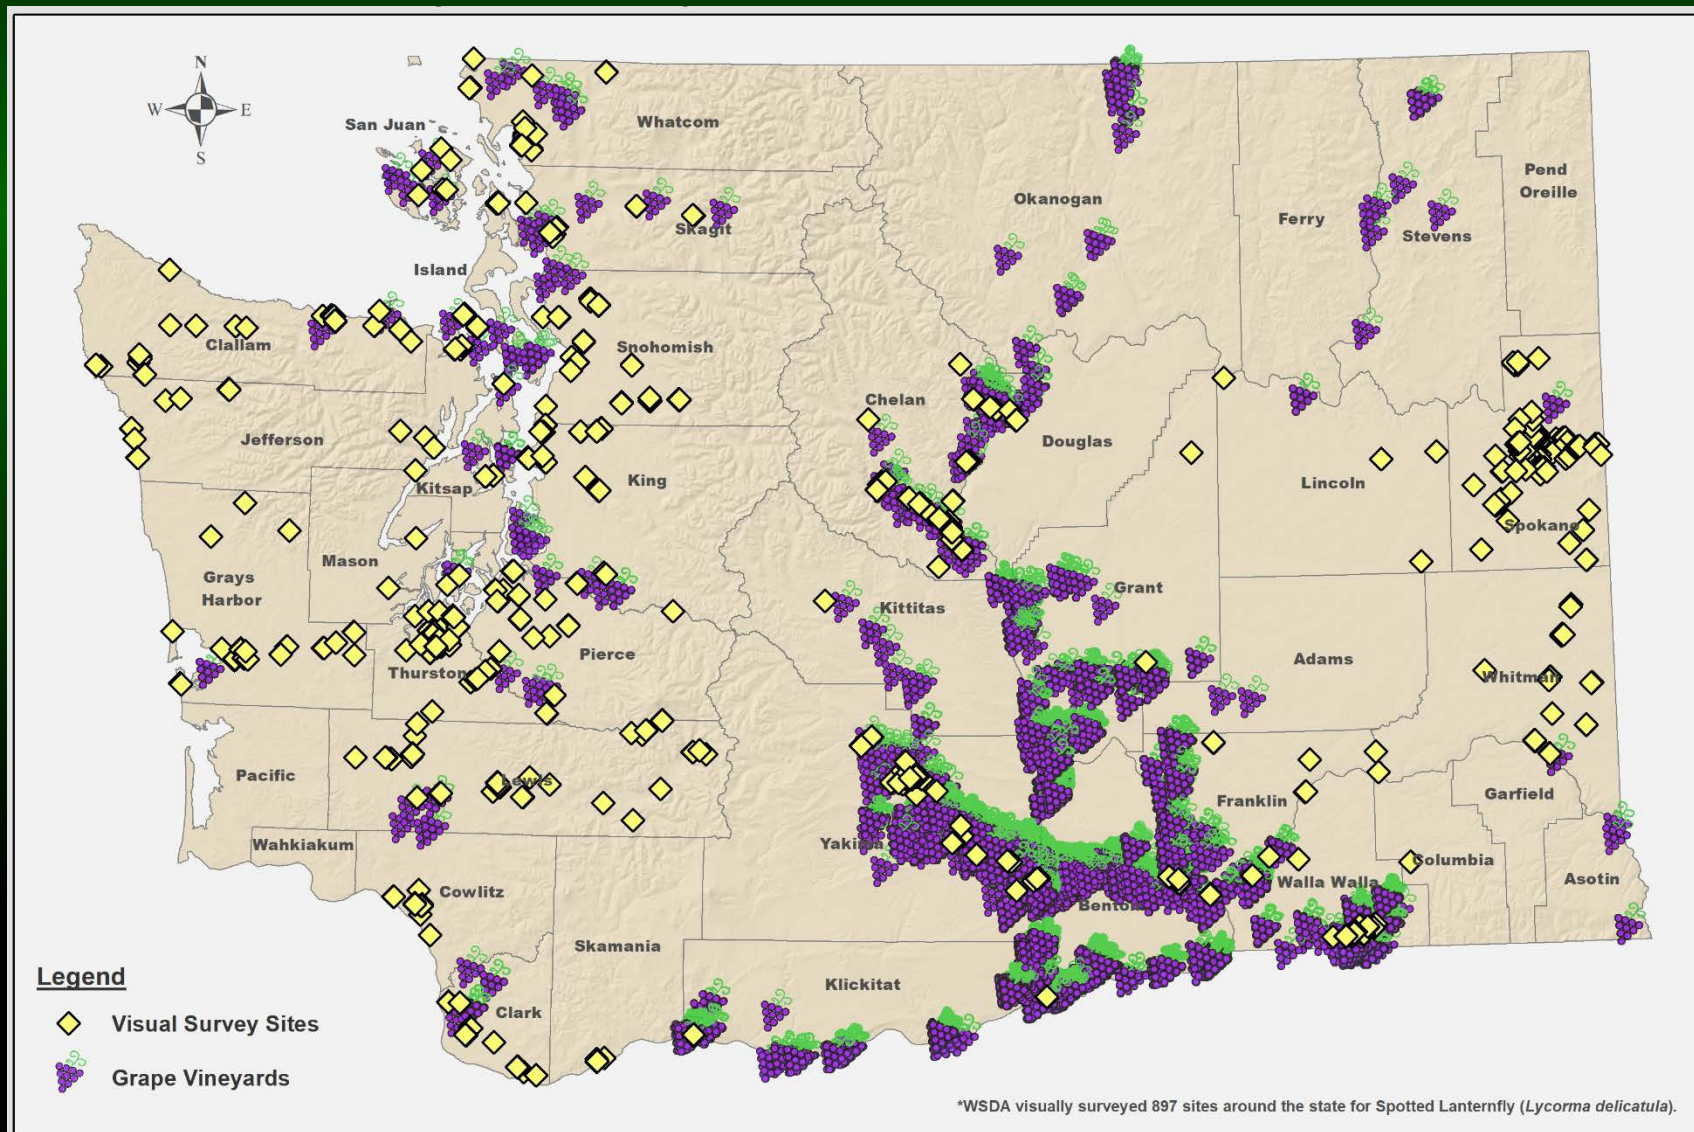 N
W E
S
San Juan
Whatcom
Skagit
Island
Okanogan
Ferry
Stevens
Pend
Oreille
Clallam
Snohomish
Chelan
Douglas
Jefferson
Kitsap
King
Lincoln
Spokane
Mason
Grays
Harbor
Kittitas
Grant
Thurston
Pierce
Adams
Whitman
Pacific
Lewis
Franklin
Garfield
Wahkiakum
Yakima
Columbia
Cowlitz
Benton
Walla Walla
Asotin
Skamania
Klickitat
Clark
Legend
Visual Survey Sites
Grape Vineyards
*WSDA visually surveyed 897 sites around the state for Spotted Lanternfly (Lycorma delicatula).